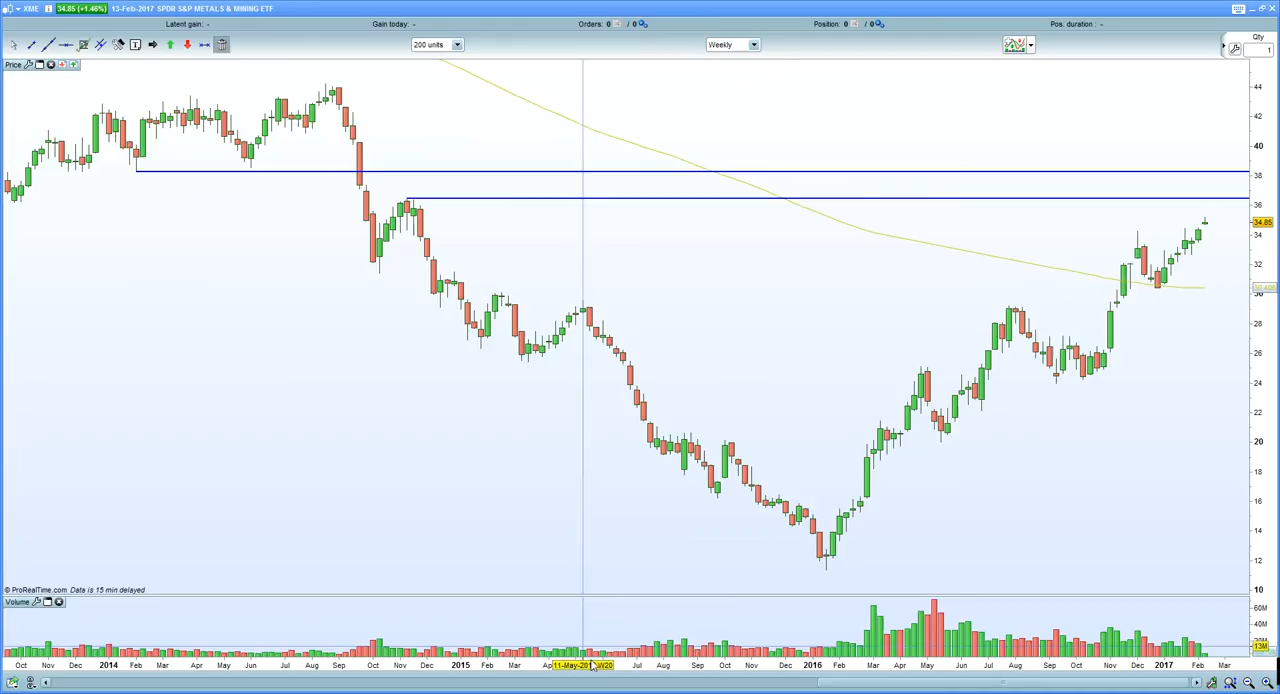 XME 34.85 (+1.46%) 13-Feb-2017 SPDR S&P METALS & MINING ETF
Latent gain: - Gain today: - Orders: 0 / 0 Position: 0 / 0 Pos. duration : -
200 units Weekly Qty
1
Price
44
42
40
38
36
34.85
34
32
30
28
26
24
22
20
18
16
14
12
10
© ProRealTime.com Data is 15 min delayed
Volume
60M
40M
13M
Oct Nov Dec 2014 Feb Mar Apr May Jun Jul Aug Sep Oct Nov Dec 2015 Feb Mar Jul Aug Sep Oct Nov Dec 2016 Feb Mar Apr May Jun Jul Aug Sep Oct Nov Dec 2017 Feb Mar